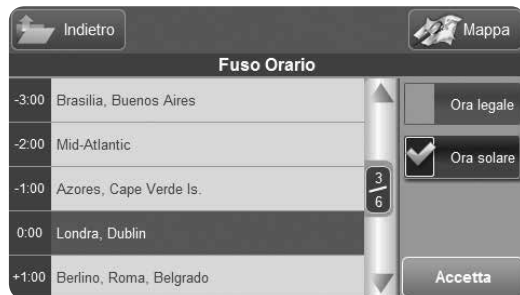 Indietro
Mappa
Fuso Orario
-3:00 Brasilia, Buenos Aires
-2:00 Mid-Atlantic
-1:00 Azores, Cape Verde Is.
0:00 Londra, Dublin
+1:00 Berlino, Roma, Belgrado
3
6
Ora legale
Ora solare
Accetta